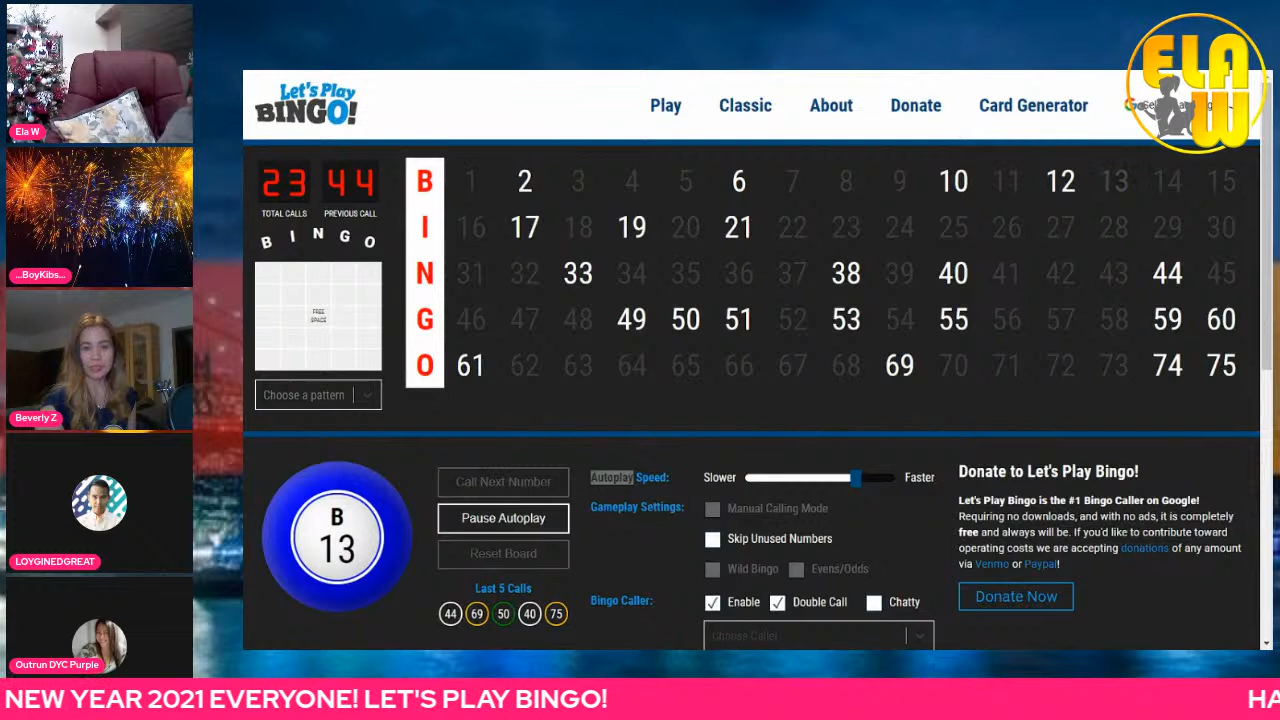 Ela W
...BoyKibs...
Beverly Z
LOYGINEDGREAT
Outrun DYC Purple
Let's Play
BINGO!
Play Classic About Donate Card Generator
ELA
W
23 44
TOTAL CALLS PREVIOUS CALL
B I N G O
FREE
SPACE
Choose a pattern
B 1 2 3 4 5 6 7 8 9 10 11 12 13 14 15
I 16 17 18 19 20 21 22 23 24 25 26 27 28 29 30
N 31 32 33 34 35 36 37 38 39 40 41 42 43 44 45
G 46 47 48 49 50 51 52 53 54 55 56 57 58 59 60
O 61 62 63 64 65 66 67 68 69 70 71 72 73 74 75
B
13
Call Next Number
Pause Autoplay
Reset Board
Last 5 Calls
44 69 50 40 75
Autoplay Speed: Slower Faster
Gameplay Settings: Manual Calling Mode
Skip Unused Numbers
Wild Bingo Evens/Odds
Bingo Caller: Enable Double Call Chatty
Choose Caller
Donate to Let's Play Bingo!
Let's Play Bingo is the #1 Bingo Caller on Google!
Requiring no downloads, and with no ads, it is completely
free and always will be. If you'd like to contribute toward
operating costs we are accepting donations of any amount
via Venmo or Paypal!
Donate Now
NEW YEAR 2021 EVERYONE! LET'S PLAY BINGO! HA